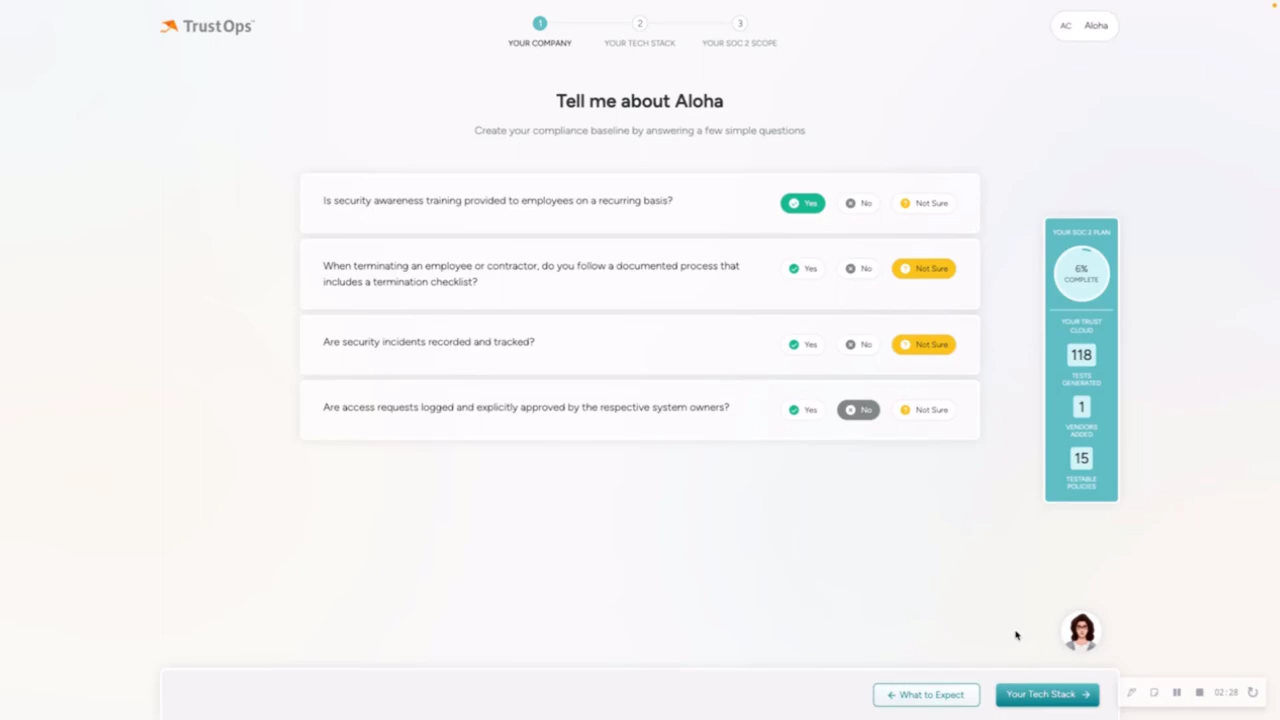 TrustOps™
1
2
3
YOUR COMPANY
YOUR TECH STACK
YOUR SOC 2 SCOPE
AC Aloha
Tell me about Aloha
Create your compliance baseline by answering a few simple questions
Is security awareness training provided to employees on a recurring basis?
Yes
No
Not Sure
When terminating an employee or contractor, do you follow a documented process that
includes a termination checklist?
Yes
No
Not Sure
Are security incidents recorded and tracked?
Yes
No
Not Sure
Are access requests logged and explicitly approved by the respective system owners?
Yes
No
Not Sure
YOUR SOC 2 PLAN
6%
COMPLETE
YOUR TRUST
CLOUD
118
TESTS
GENERATED
1
VENDORS
ADDED
15
TESTABLE
POLICIES
← What to Expect
Your Tech Stack →
02:28